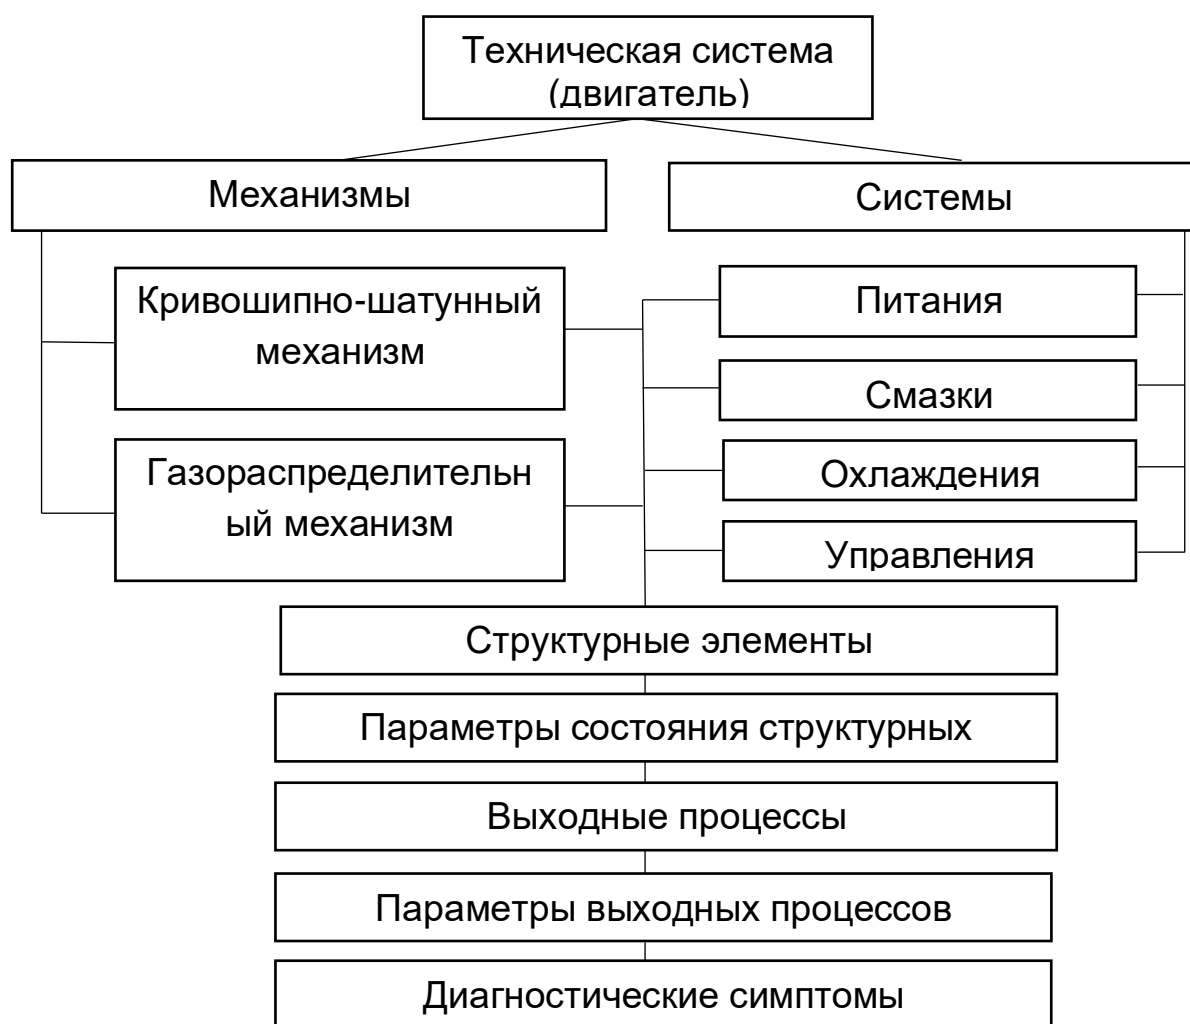 Техническая система
(двигатель)
Механизмы
Системы
Кривошипно-шатунный
механизм
Газораспределительн
ый механизм
Питания
Смазки
Охлаждения
Управления
Структурные элементы
Параметры состояния структурных
Выходные процессы
Параметры выходных процессов
Диагностические симптомы